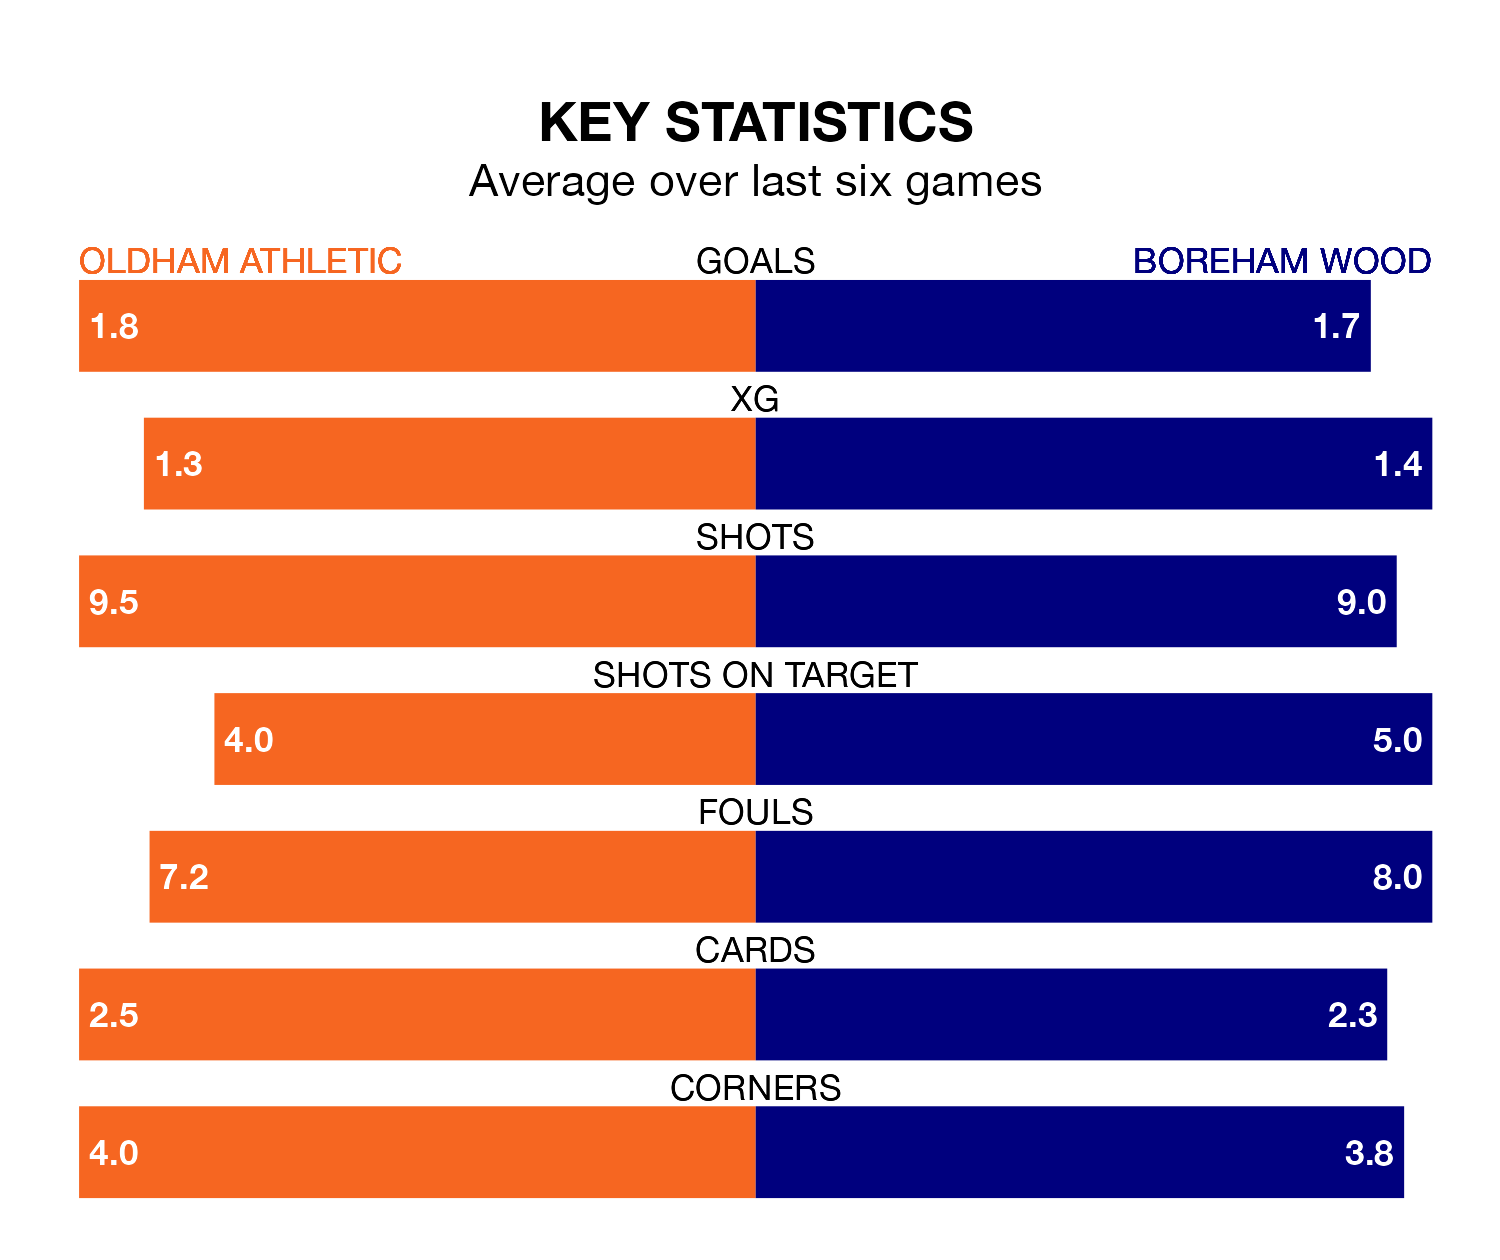 KEY STATISTICS
Average over last six games
OLDHAM ATHLETIC GOALS BOREHAM WOOD
1.8 1.7
XG
1.3 1.4
SHOTS
9.5 9.0
SHOTS ON TARGET
4.0 5.0
FOULS
7.2 8.0
CARDS
2.5 2.3
CORNERS
4.0 3.8